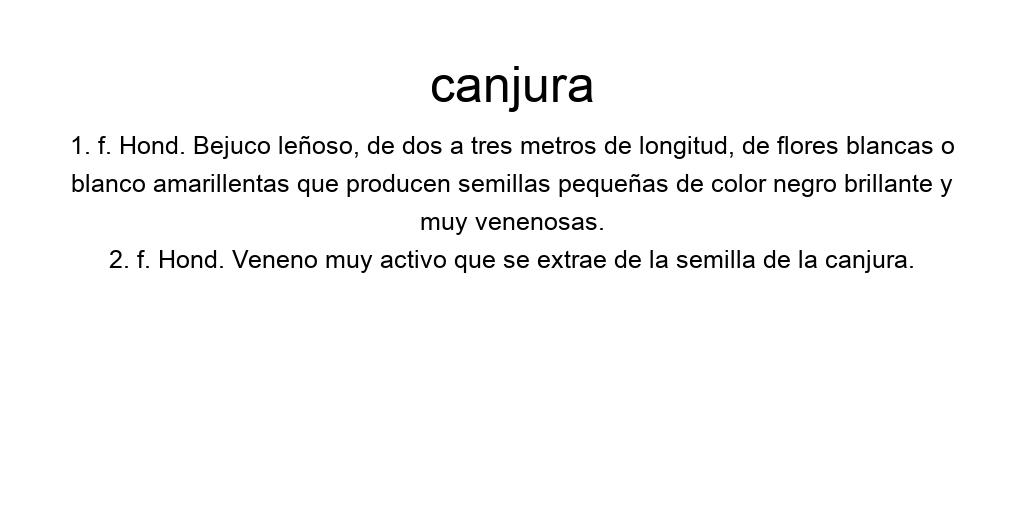 canjura
1. f. Hond. Bejuco leñoso, de dos a tres metros de longitud, de flores blancas o
blanco amarillentas que producen semillas pequeñas de color negro brillante y
muy venenosas.
2. f. Hond. Veneno muy activo que se extrae de la semilla de la canjura.